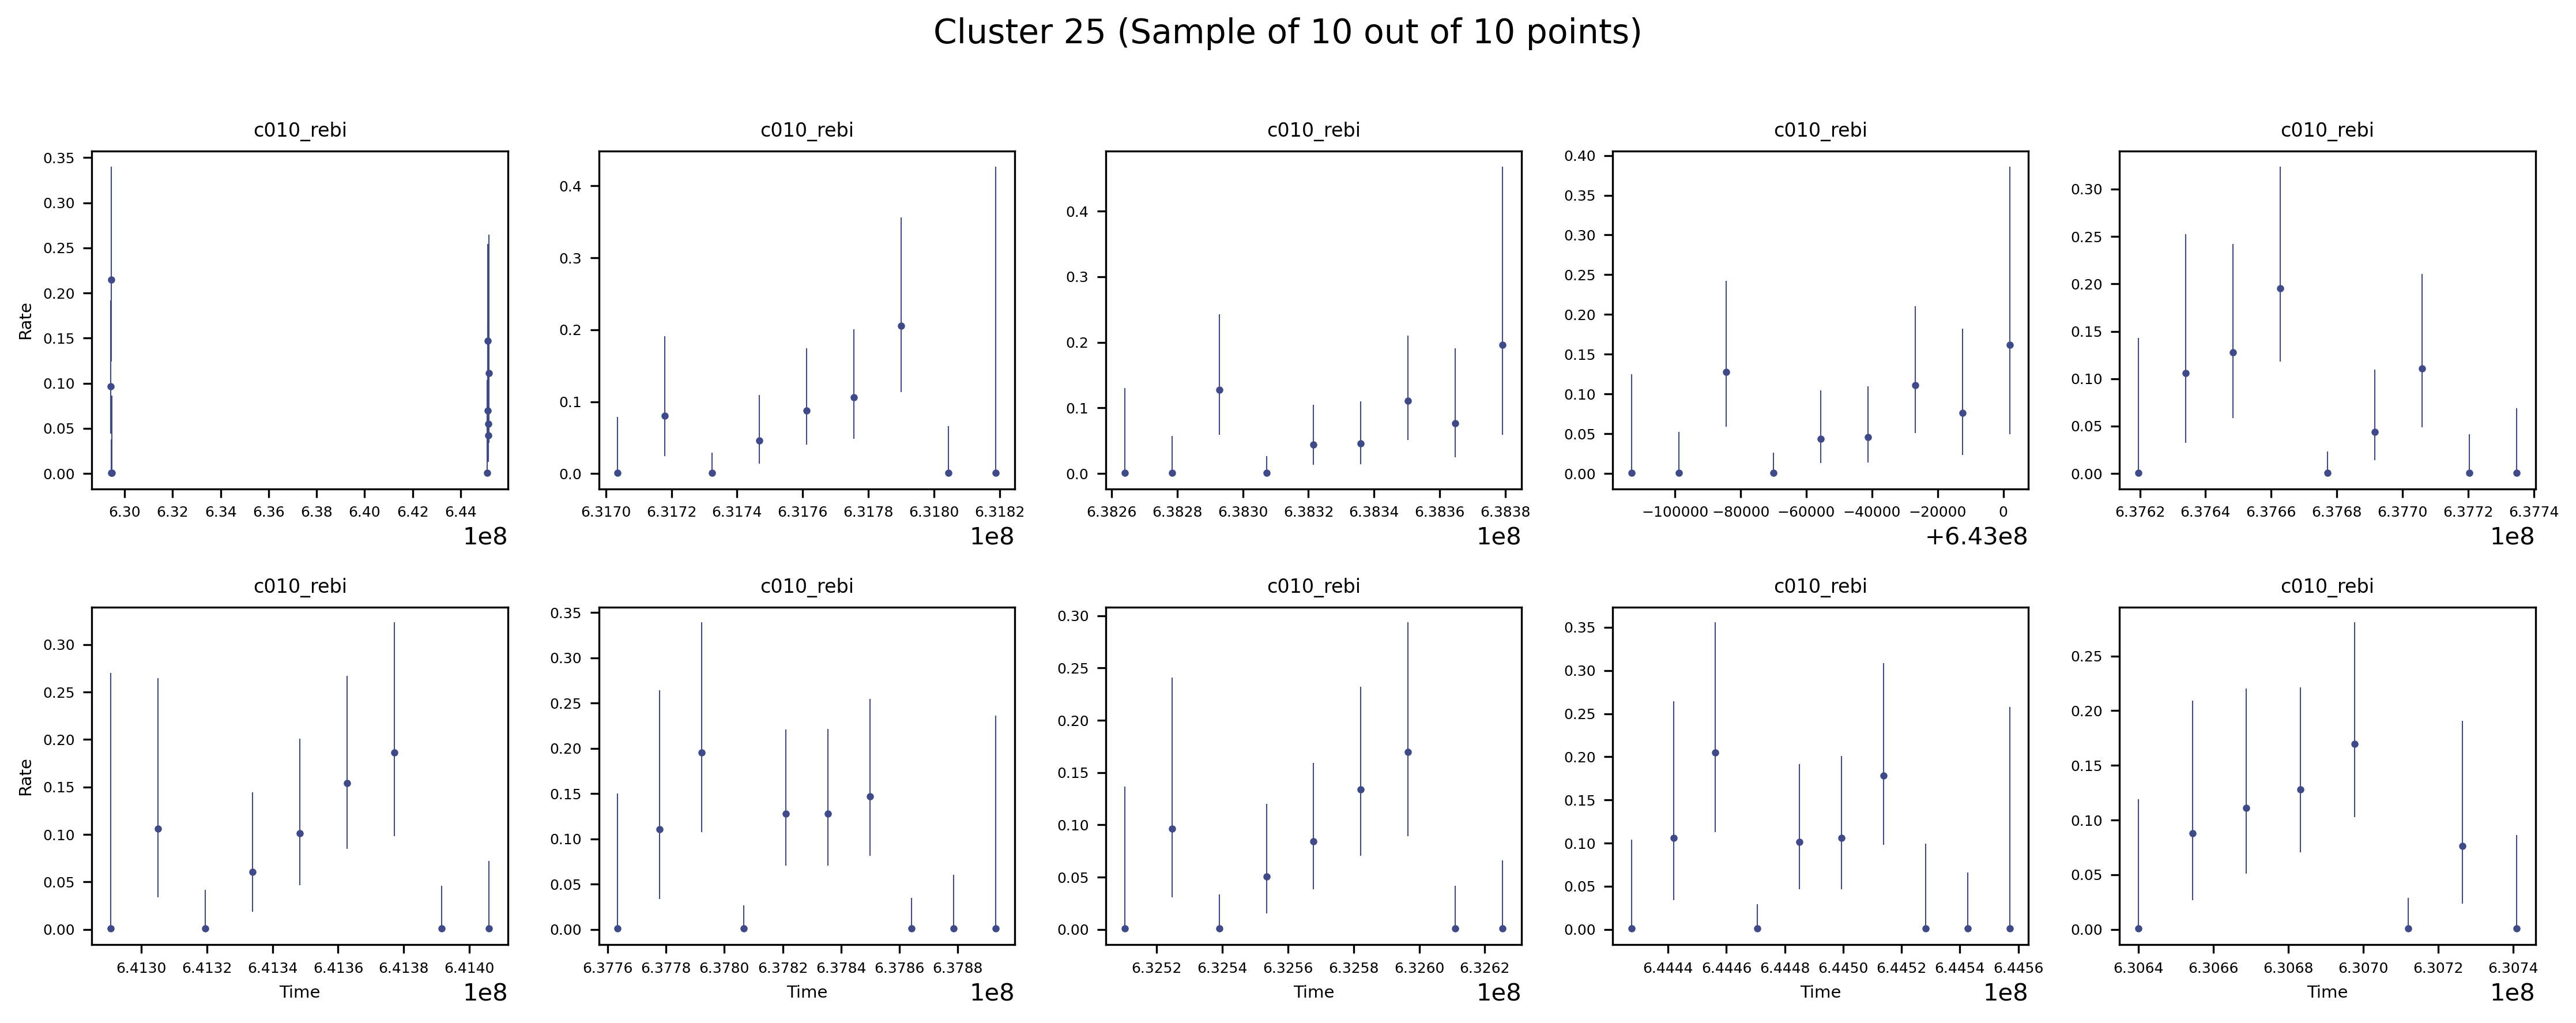 Cluster 25 (Sample of 10 out of 10 points)
c010_rebi c010_rebi c010_rebi c010_rebi c010_rebi
0.35 0.30 0.25 0.20 0.15 0.10 0.05 0.00
Rate
6.30 6.32 6.34 6.36 6.38 6.40 6.42 6.44
1e8
0.4 0.3 0.2 0.1 0.0
6.3170 6.3172 6.3174 6.3176 6.3178 6.3180 6.3182
1e8
0.4 0.3 0.2 0.1 0.0
6.3826 6.3828 6.3830 6.3832 6.3834 6.3836 6.3838
1e8
0.40 0.35 0.30 0.25 0.20 0.15 0.10 0.05 0.00
−100000 −80000 −60000 −40000 −20000 0
+6.43e8
0.30 0.25 0.20 0.15 0.10 0.05 0.00
6.3762 6.3764 6.3766 6.3768 6.3770 6.3772 6.3774
1e8
c010_rebi c010_rebi c010_rebi c010_rebi c010_rebi
0.30 0.25 0.20 0.15 0.10 0.05 0.00
Rate
6.4130 6.4132 6.4134 6.4136 6.4138 6.4140
Time
1e8
0.35 0.30 0.25 0.20 0.15 0.10 0.05 0.00
6.3776 6.3778 6.3780 6.3782 6.3784 6.3786 6.3788
Time
1e8
0.30 0.25 0.20 0.15 0.10 0.05 0.00
6.3252 6.3254 6.3256 6.3258 6.3260 6.3262
Time
1e8
0.35 0.30 0.25 0.20 0.15 0.10 0.05 0.00
6.4444 6.4446 6.4448 6.4450 6.4452 6.4454 6.4456
Time
1e8
0.25 0.20 0.15 0.10 0.05 0.00
6.3064 6.3066 6.3068 6.3070 6.3072 6.3074
Time
1e8